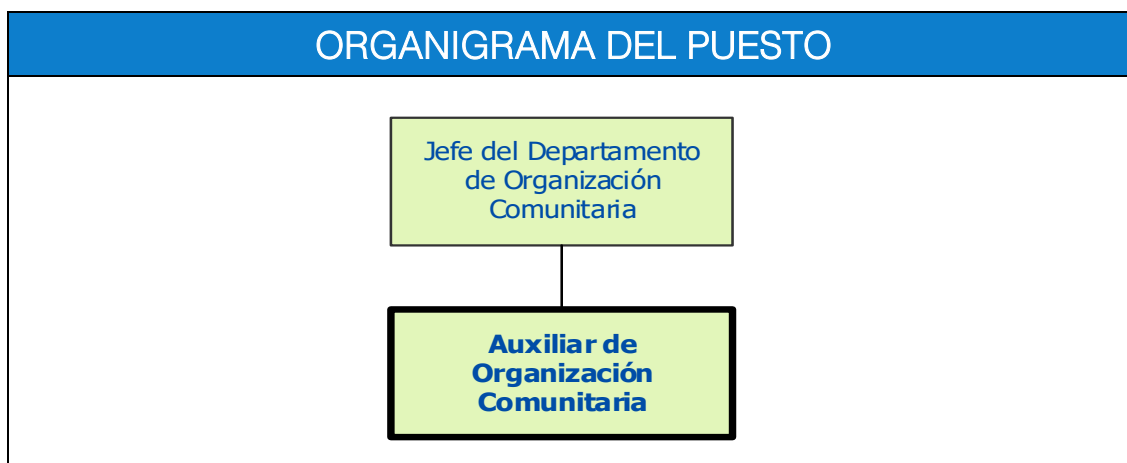 ORGANIGRAMA DEL PUESTO
Jefe del Departamento
de Organización
Comunitaria
Auxiliar de
Organización
Comunitaria